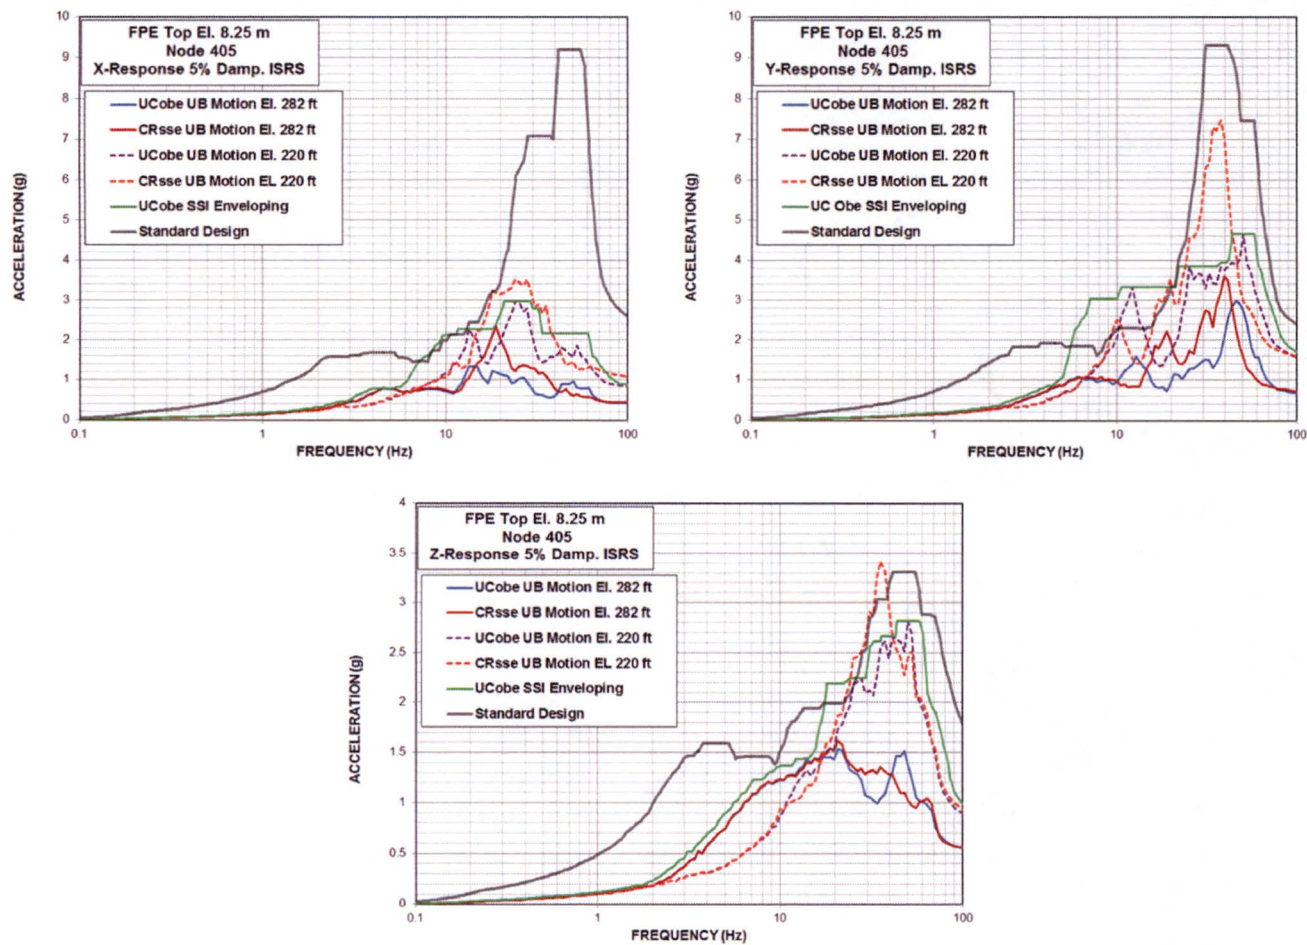 FPE Top El. 8.25 m
Node 405
X-Response 5% Damp. ISRS
UCobe UB Motion El. 282 ft
CRsse UB Motion El. 282 ft
UCobe UB Motion El. 220 ft
CRsse UB Motion EL 220 ft
UCobe SSI Enveloping
Standard Design
ACCELERATION (g)
10
9
8
7
6
5
4
3
2
1
0
0.1
1
10
100
FREQUENCY (Hz)
FPE Top El. 8.25 m
Node 405
Y-Response 5% Damp. ISRS
UCobe UB Motion El. 282 ft
CRsse UB Motion El. 282 ft
UCobe UB Motion El. 220 ft
CRsse UB Motion EL 220 ft
UC Obe SSI Enveloping
Standard Design
ACCELERATION (g)
10
9
8
7
6
5
4
3
2
1
0
0.1
1
10
100
FREQUENCY (Hz)
FPE Top El. 8.25 m
Node 405
Z-Response 5% Damp. ISRS
UCobe UB Motion El. 282 ft
CRsse UB Motion El. 282 ft
UCobe UB Motion El. 220 ft
CRsse UB Motion EL 220 ft
UCobe SSI Enveloping
Standard Design
ACCELERATION (g)
4
3.5
3
2.5
2
1.5
1
0.5
0
0.1
1
10
100
FREQUENCY (Hz)